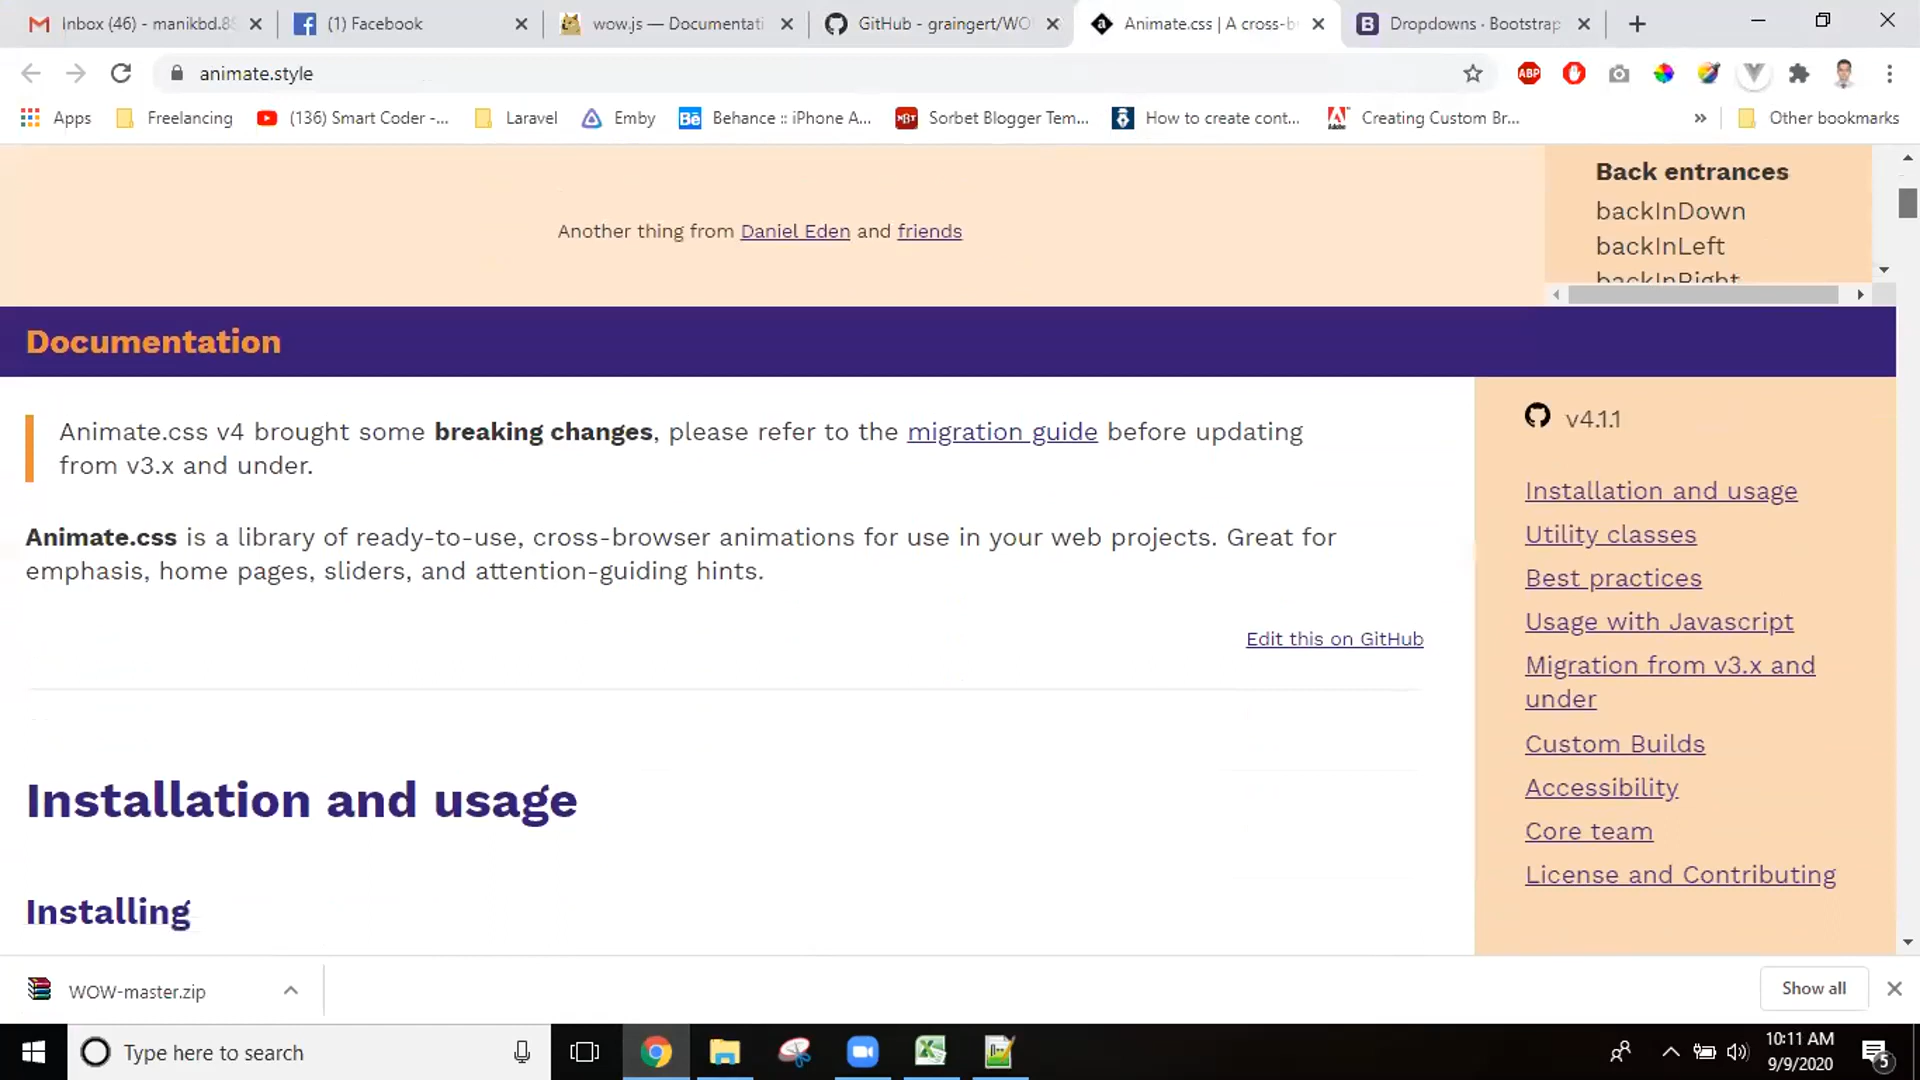 Inbox (46) - manikbd.8
(1) Facebook
wow.js — Documentati
GitHub - graingert/WO
Animate.css | A cross-b
Dropdowns · Bootstrap
animate.style
ABP
Apps
Freelancing
(136) Smart Coder -...
Laravel
Emby
Bē
Behance :: iPhone A...
MBT
Sorbet Blogger Tem...
How to create cont...
Creating Custom Br...
»
Other bookmarks
Another thing from Daniel Eden and friends
Back entrances
backInDown
backInLeft
backInRight
Documentation
Animate.css v4 brought some breaking changes, please refer to the migration guide before updating
from v3.x and under.
Animate.css is a library of ready-to-use, cross-browser animations for use in your web projects. Great for
emphasis, home pages, sliders, and attention-guiding hints.
Edit this on GitHub
Installation and usage
Installing
v4.1.1
Installation and usage
Utility classes
Best practices
Usage with Javascript
Migration from v3.x and
under
Custom Builds
Accessibility
Core team
License and Contributing
WOW-master.zip
Show all
Type here to search
10:11 AM
9/9/2020
5